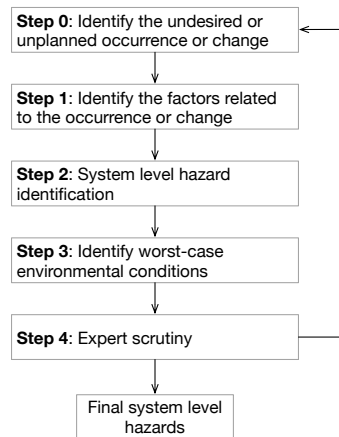 Step 0: Identify the undesired or
unplanned occurrence or change
Step 1: Identify the factors related
to the occurrence or change
Step 2: System level hazard
identification
Step 3: Identify worst-case
environmental conditions
Step 4: Expert scrutiny
Final system level
hazards